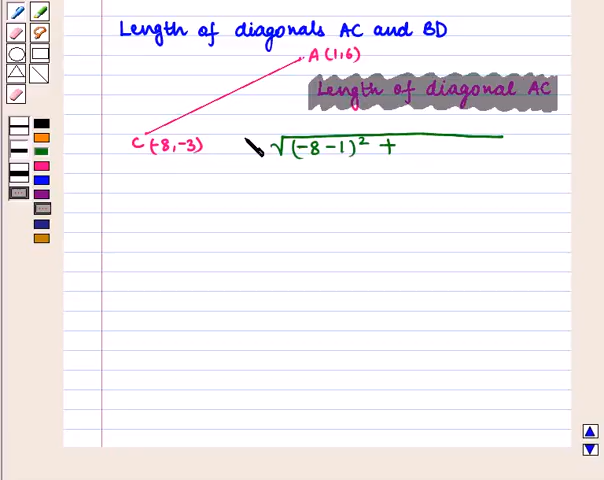 Length of diagonals AC and BD
A (1,6)
Length of diagonal AC
C (-8,-3)
√(-8-1)² +